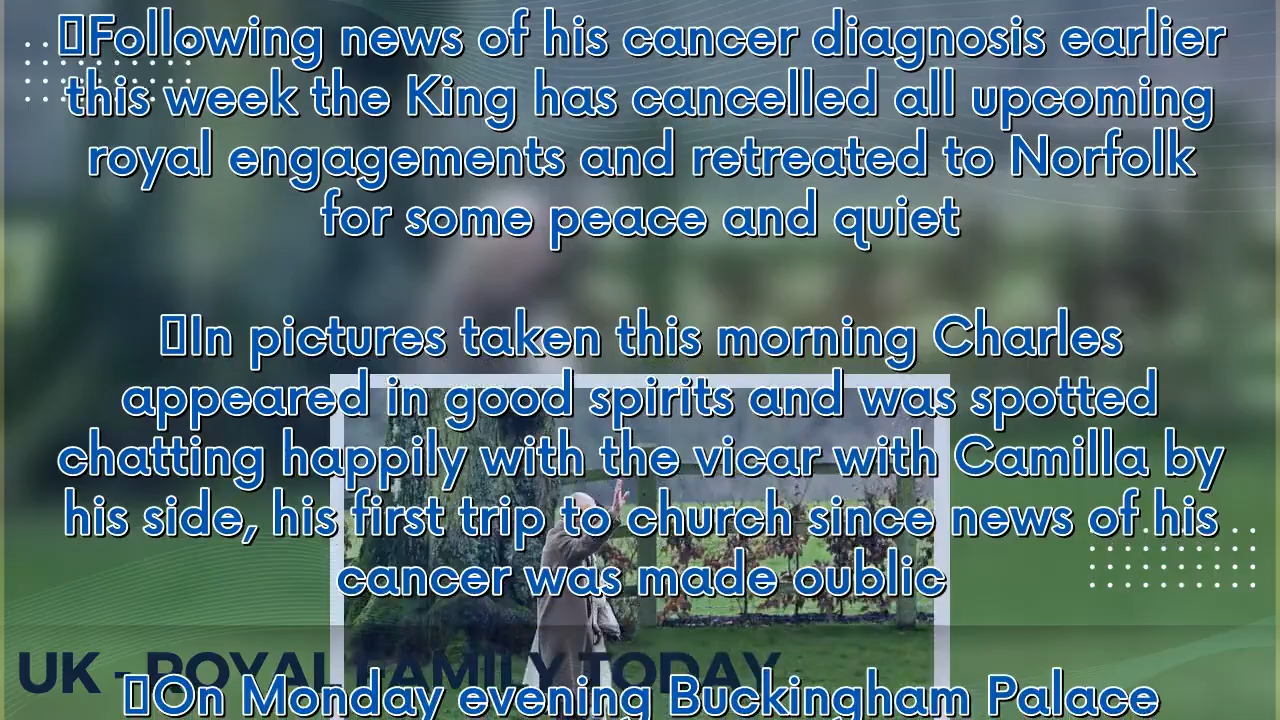 Following news of his cancer diagnosis earlier
this week the King has cancelled all upcoming
royal engagements and retreated to Norfolk
for some peace and quiet
In pictures taken this morning Charles
appeared in good spirits and was spotted
chatting happily with the vicar with Camilla by
his side, his first trip to church since news of his
cancer was made oublic
UK - ROYAL FAMILY TODAY
On Monday evening Buckingham Palace